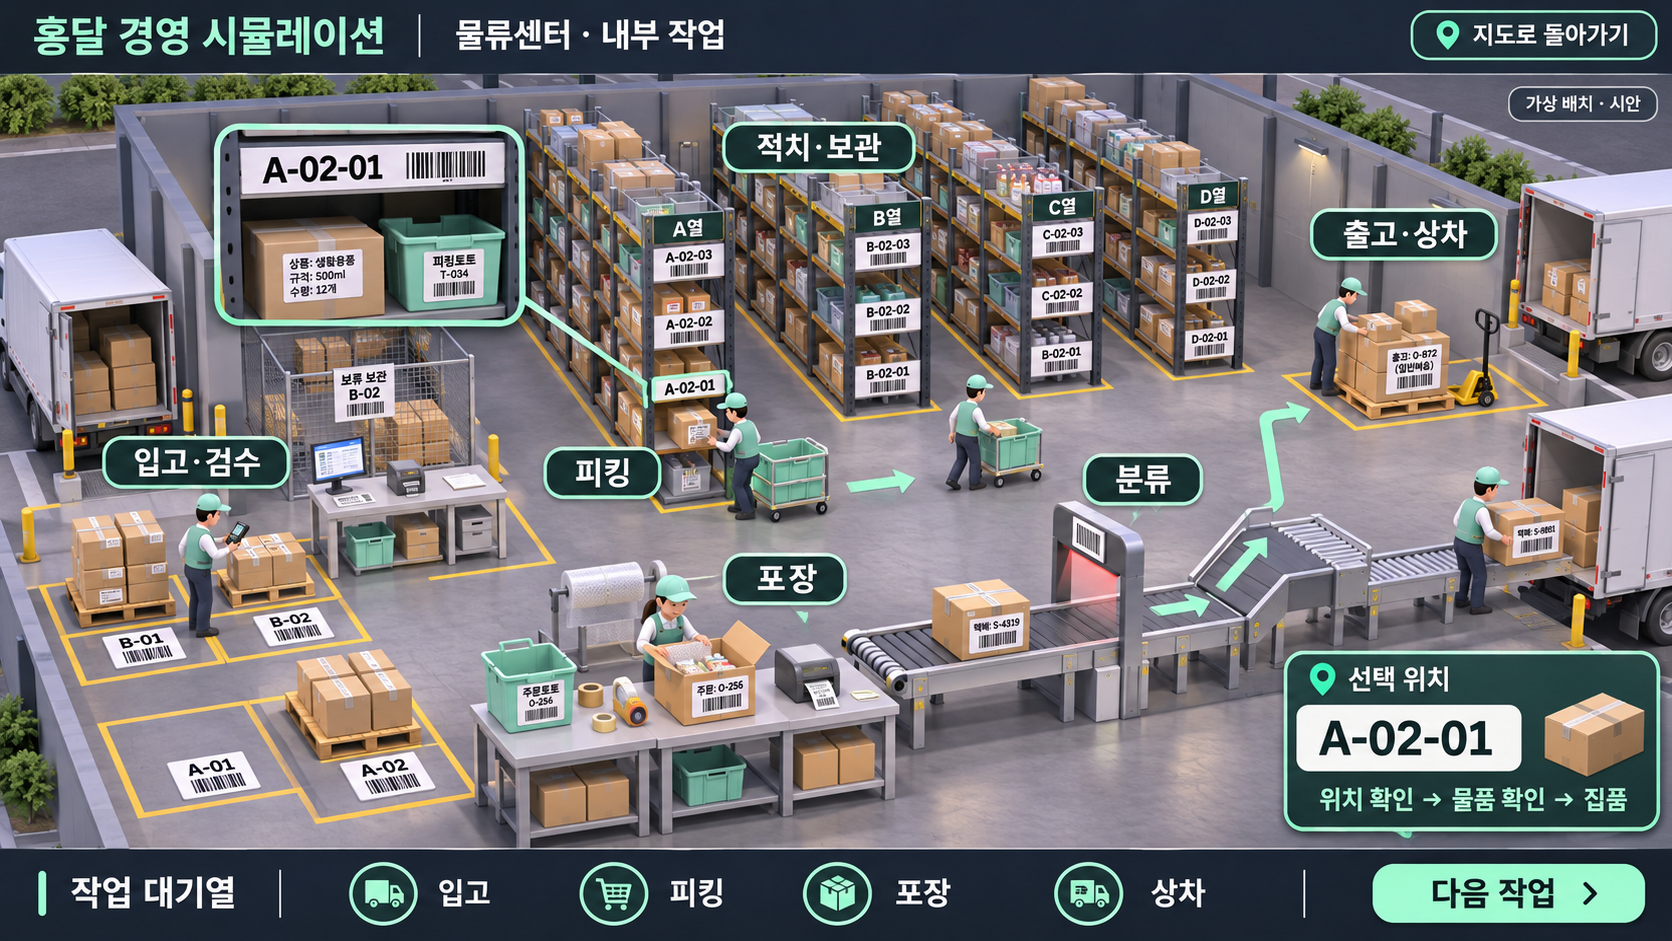 홍달 경영 시뮬레이션
물류센터 · 내부 작업
지도로 돌아가기
가상 배치 · 시안
A-02-01
상품: 생활용품
규격: 500ml
수량: 12개
피킹토트
T-034
적치·보관
A열
A-02-03
A-02-02
A-02-01
B열
B-02-03
B-02-02
B-02-01
C열
C-02-03
C-02-02
B-02-01
D열
D-02-03
D-02-02
D-02-01
출고·상차
출고: O-872
보류 보관
B-02
입고·검수
피킹
분류
포장
B-01
B-02
A-01
A-02
주문토토
O-256
주문: O-256
택배: S-4319
선택 위치
A-02-01
위치 확인 → 물품 확인 → 집품
작업 대기열
입고
피킹
포장
상차
다음 작업